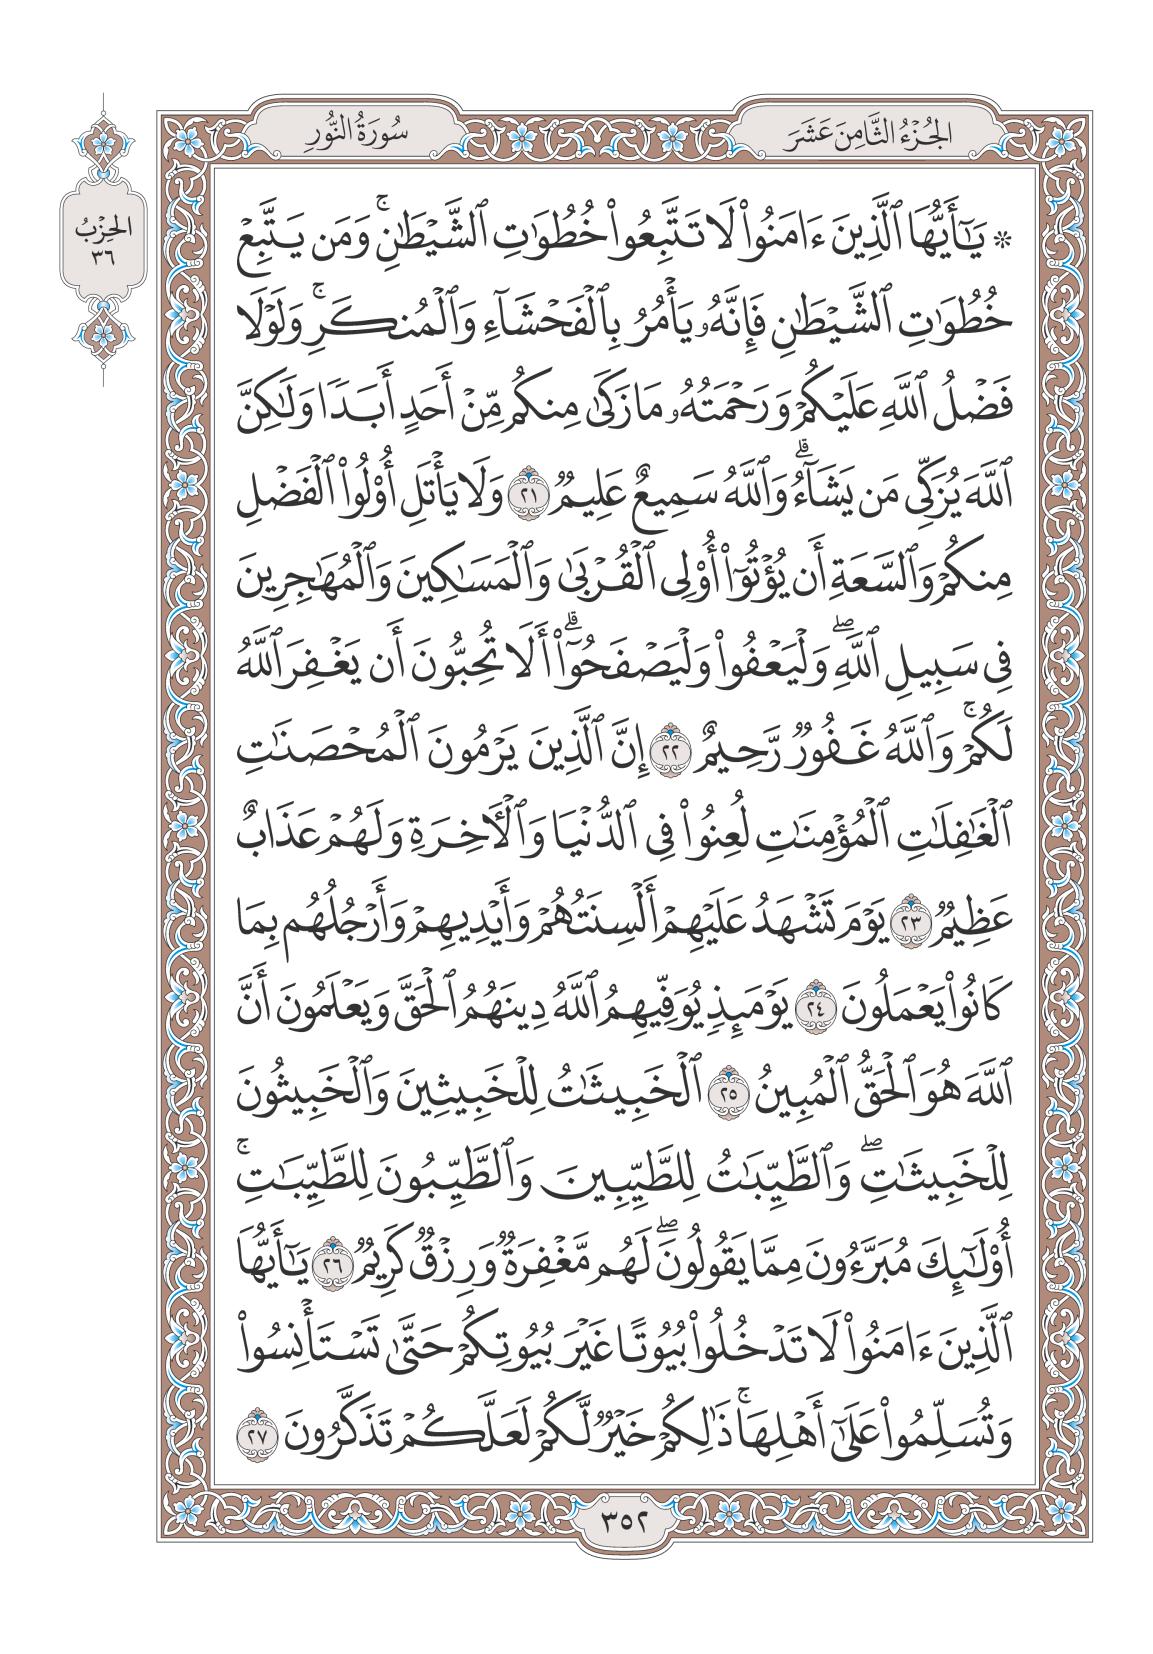 الجُزْءُ الثَّامِنَ عَشَرَ
سُورَةُ النُّورِ
الحِزْبُ
٣٦
۞ يَٰٓأَيُّهَا ٱلَّذِينَ ءَامَنُوا۟ لَا تَتَّبِعُوا۟ خُطُوَٰتِ ٱلشَّيْطَٰنِۚ وَمَن يَتَّبِعْ
خُطُوَٰتِ ٱلشَّيْطَٰنِ فَإِنَّهُۥ يَأْمُرُ بِٱلْفَحْشَآءِ وَٱلْمُنكَرِۚ وَلَوْلَا
فَضْلُ ٱللَّهِ عَلَيْكُمْ وَرَحْمَتُهُۥ مَا زَكَىٰ مِنكُم مِّنْ أَحَدٍ أَبَدًا وَلَٰكِنَّ
ٱللَّهَ يُزَكِّى مَن يَشَآءُۗ وَٱللَّهُ سَمِيعٌ عَلِيمٌ ٢١ وَلَا يَأْتَلِ أُو۟لُوا۟ ٱلْفَضْلِ
مِنكُمْ وَٱلسَّعَةِ أَن يُؤْتُوٓا۟ أُو۟لِى ٱلْقُرْبَىٰ وَٱلْمَسَٰكِينَ وَٱلْمُهَٰجِرِينَ
فِى سَبِيلِ ٱللَّهِۖ وَلْيَعْفُوا۟ وَلْيَصْفَحُوٓا۟ۗ أَلَا تُحِبُّونَ أَن يَغْفِرَ ٱللَّهُ
لَكُمْۚ وَٱللَّهُ غَفُورٌ رَّحِيمٌ ٢٢ إِنَّ ٱلَّذِينَ يَرْمُونَ ٱلْمُحْصَنَٰتِ
ٱلْغَٰفِلَٰتِ ٱلْمُؤْمِنَٰتِ لُعِنُوا۟ فِى ٱلدُّنْيَا وَٱلْأَخِرَةِ وَلَهُمْ عَذَابٌ
عَظِيمٌ ٢٣ يَوْمَ تَشْهَدُ عَلَيْهِمْ أَلْسِنَتُهُمْ وَأَيْدِيهِمْ وَأَرْجُلُهُم بِمَا
كَانُوا۟ يَعْمَلُونَ ٢٤ يَوْمَئِذٍ يُوَفِّيهِمُ ٱللَّهُ دِينَهُمُ ٱلْحَقَّ وَيَعْلَمُونَ أَنَّ
ٱللَّهَ هُوَ ٱلْحَقُّ ٱلْمُبِينُ ٢٥ ٱلْخَبِيثَٰتُ لِلْخَبِيثِينَ وَٱلْخَبِيثُونَ
لِلْخَبِيثَٰتِۖ وَٱلطَّيِّبَٰتُ لِلطَّيِّبِينَ وَٱلطَّيِّبُونَ لِلطَّيِّبَٰتِۚ
أُو۟لَٰٓئِكَ مُبَرَّءُونَ مِمَّا يَقُولُونَۖ لَهُم مَّغْفِرَةٌ وَرِزْقٌ كَرِيمٌ ٢٦ يَٰٓأَيُّهَا
ٱلَّذِينَ ءَامَنُوا۟ لَا تَدْخُلُوا۟ بُيُوتًا غَيْرَ بُيُوتِكُمْ حَتَّىٰ تَسْتَأْنِسُوا۟
وَتُسَلِّمُوا۟ عَلَىٰٓ أَهْلِهَاۚ ذَٰلِكُمْ خَيْرٌ لَّكُمْ لَعَلَّكُمْ تَذَكَّرُونَ ٢٧
٣٥٢